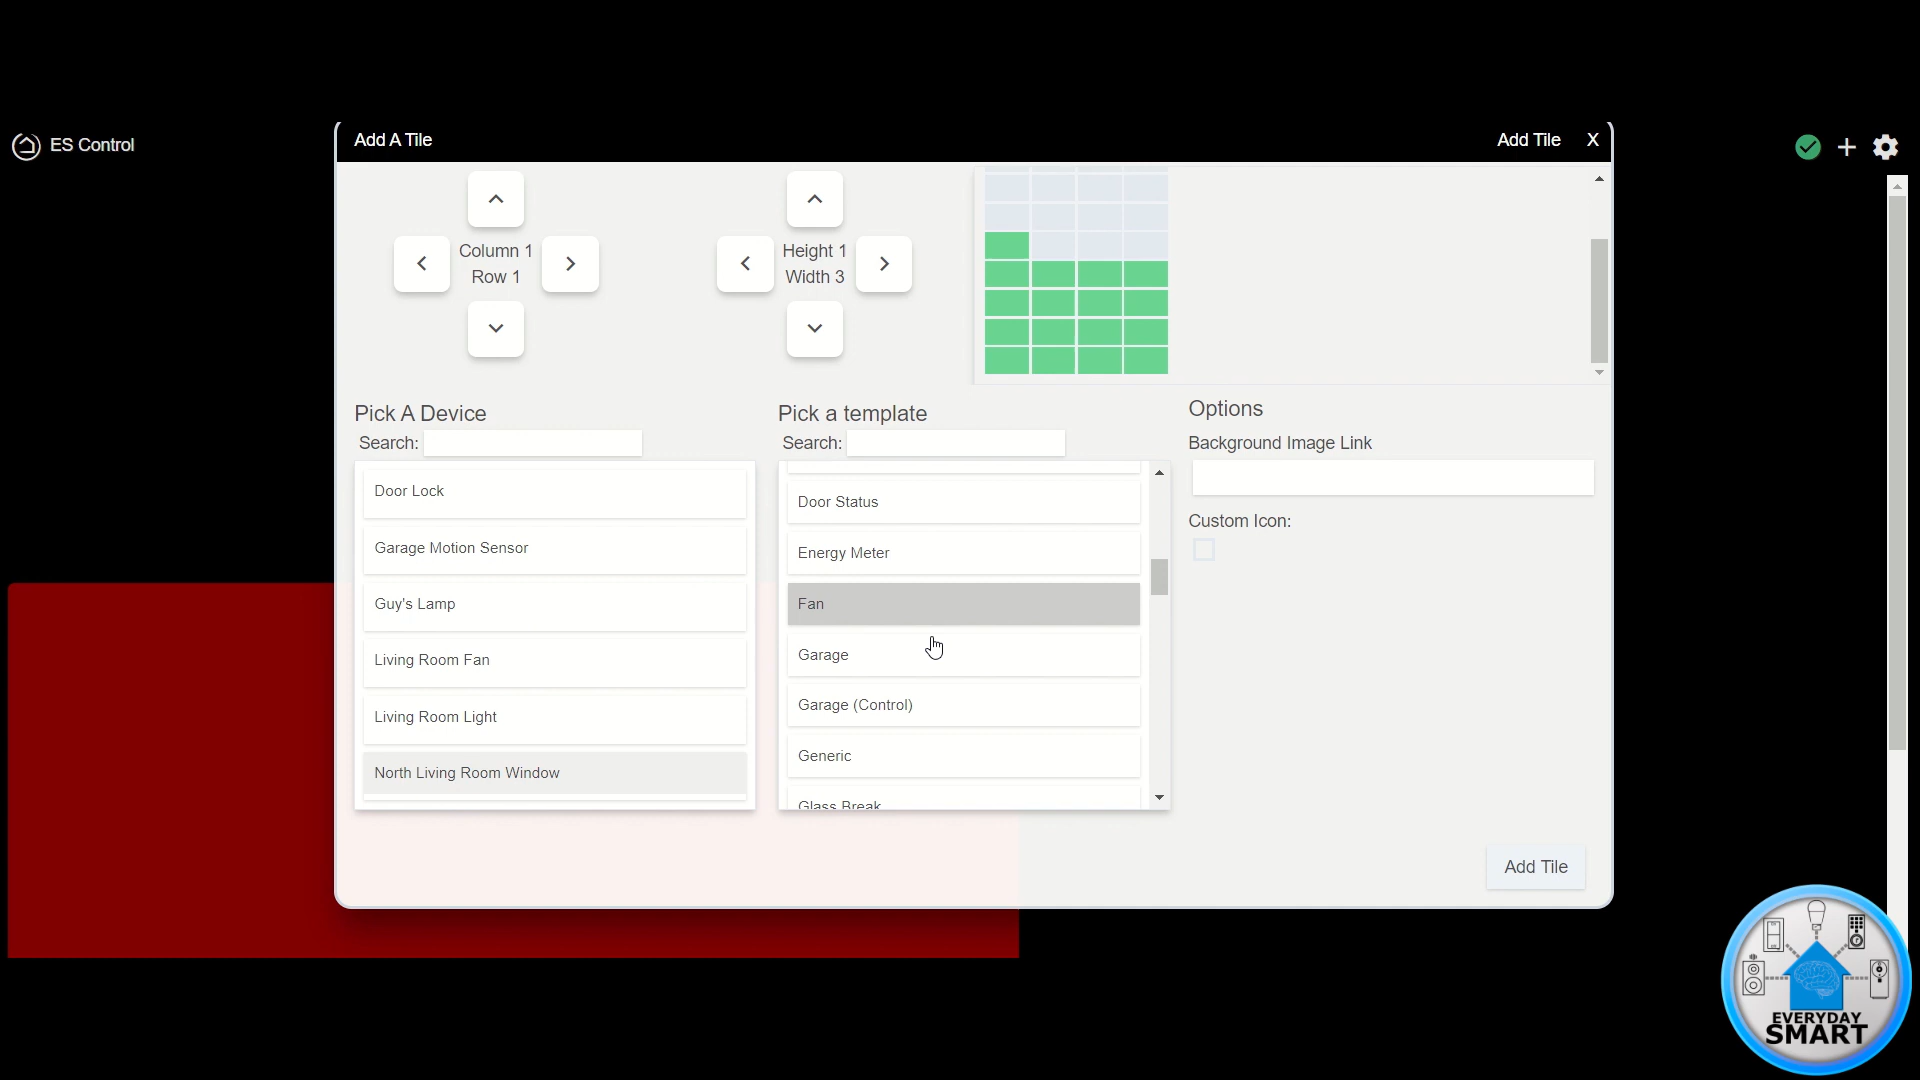 ES Control
Add A Tile
Add Tile
X
Column 1
Row 1
Height 1
Width 3
Pick A Device
Search:
Door Lock
Garage Motion Sensor
Guy's Lamp
Living Room Fan
Living Room Light
North Living Room Window
Pick a template
Search:
Door Status
Energy Meter
Fan
Garage
Garage (Control)
Generic
Glass Break
Options
Background Image Link
Custom Icon:
Add Tile
EVERYDAY
SMART